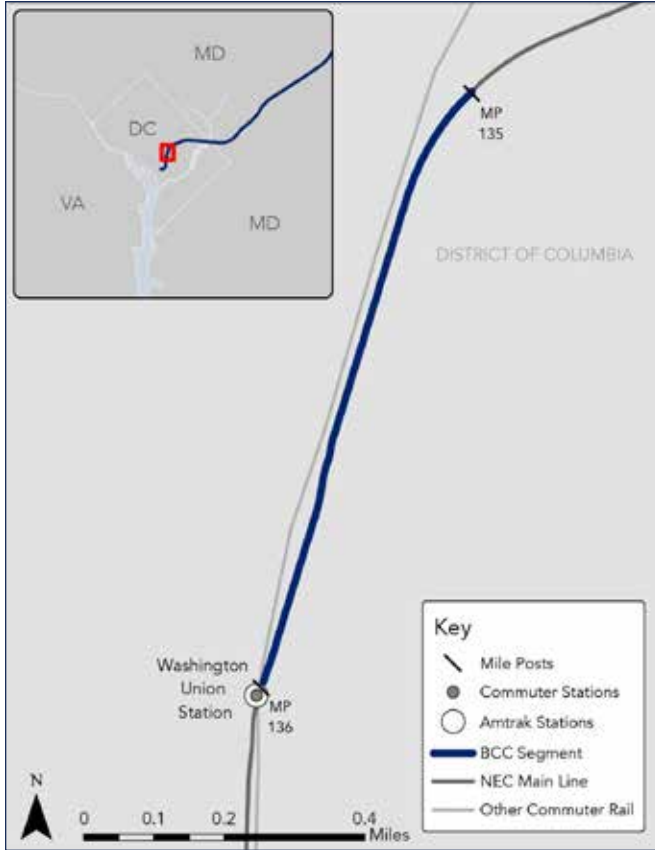 MD
DC
VA
MD
MP
135
DISTRICT OF COLUMBIA
Washington
Union
Station
MP
136
Key
Mile Posts
Commuter Stations
Amtrak Stations
BCC Segment
NEC Main Line
Other Commuter Rail
N
0 0.1 0.2 0.4
Miles